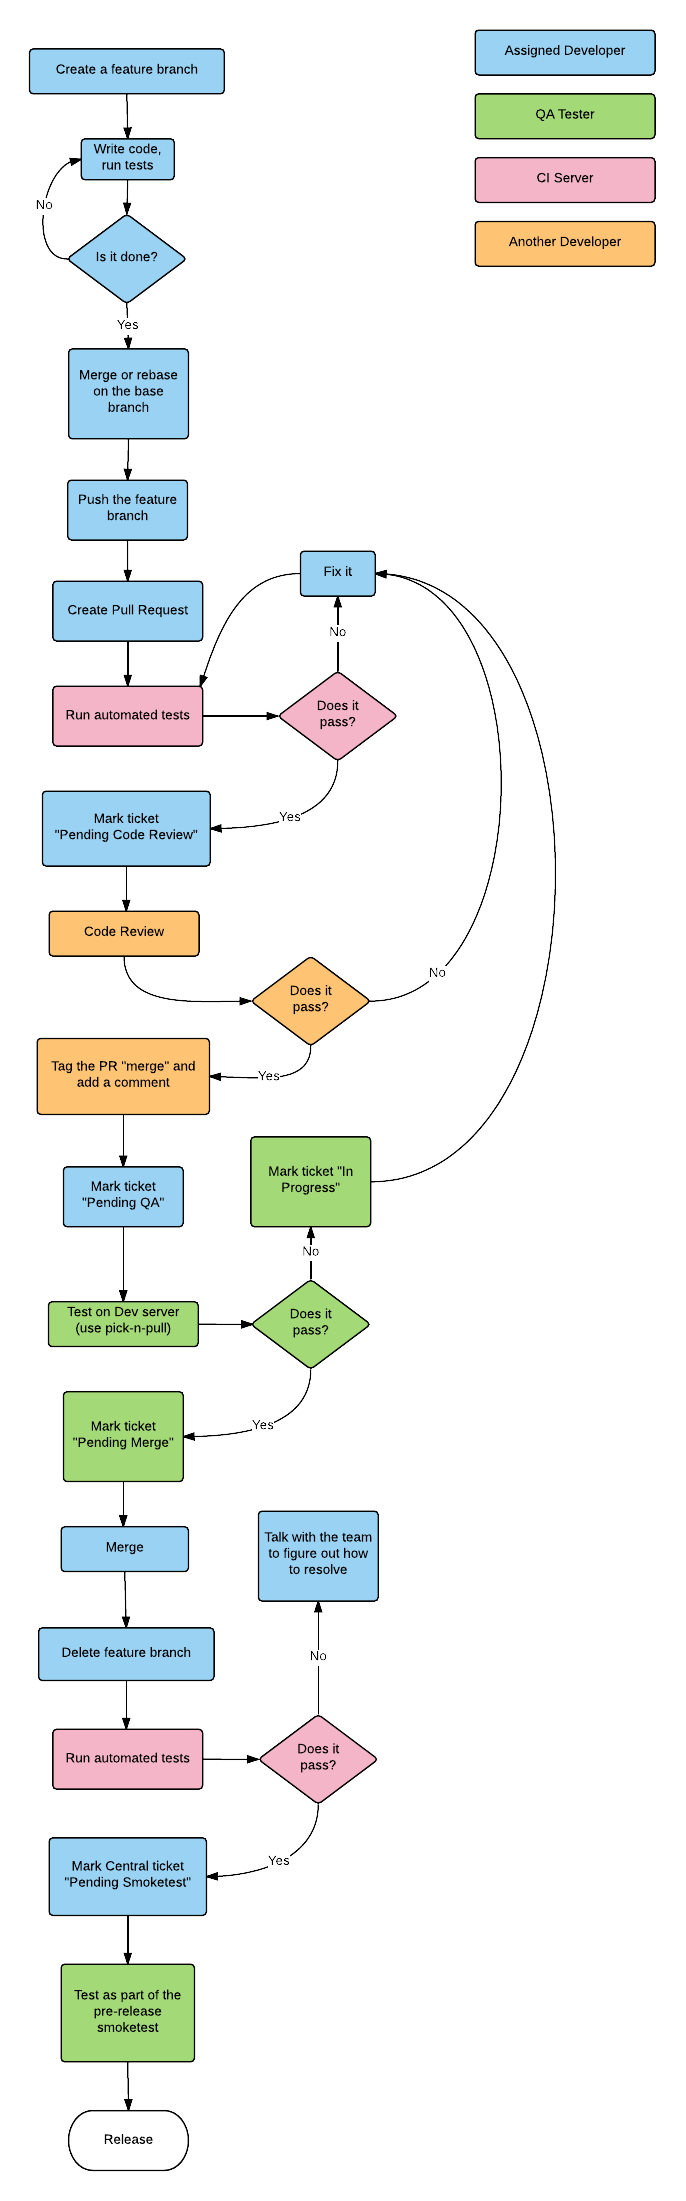 Create a feature branch
Assigned Developer
QA Tester
CI Server
Another Developer
Write code,
run tests
No
Is it done?
Yes
Merge or rebase
on the base
branch
Push the feature
branch
Fix it
Create Pull Request
No
Run automated tests
Does it
pass?
Yes
Mark ticket
"Pending Code Review"
Code Review
Does it
pass?
No
Yes
Tag the PR "merge" and
add a comment
Mark ticket
"Pending QA"
Mark ticket "In
Progress"
No
Test on Dev server
(use pick-n-pull)
Does it
pass?
Yes
Mark ticket
"Pending Merge"
Merge
Talk with the team
to figure out how
to resolve
Delete feature branch
No
Run automated tests
Does it
pass?
Yes
Mark Central ticket
"Pending Smoketest"
Test as part of the
pre-release
smoketest
Release